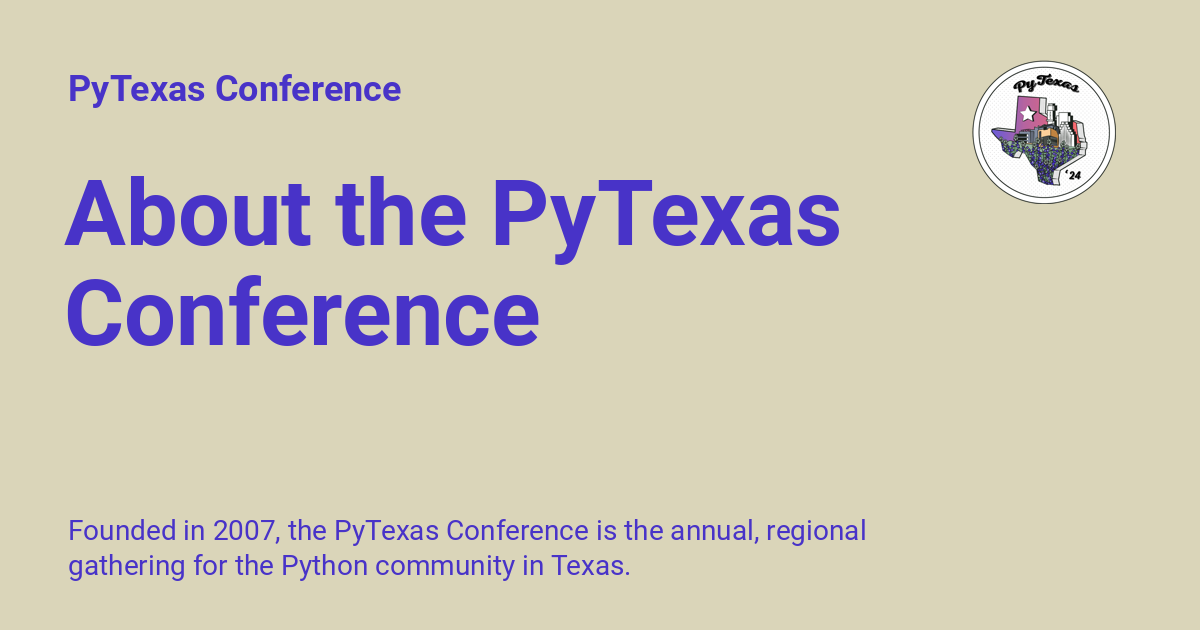 PyTexas Conference
PyTexas
'24
About the PyTexas
Conference
Founded in 2007, the PyTexas Conference is the annual, regional
gathering for the Python community in Texas.